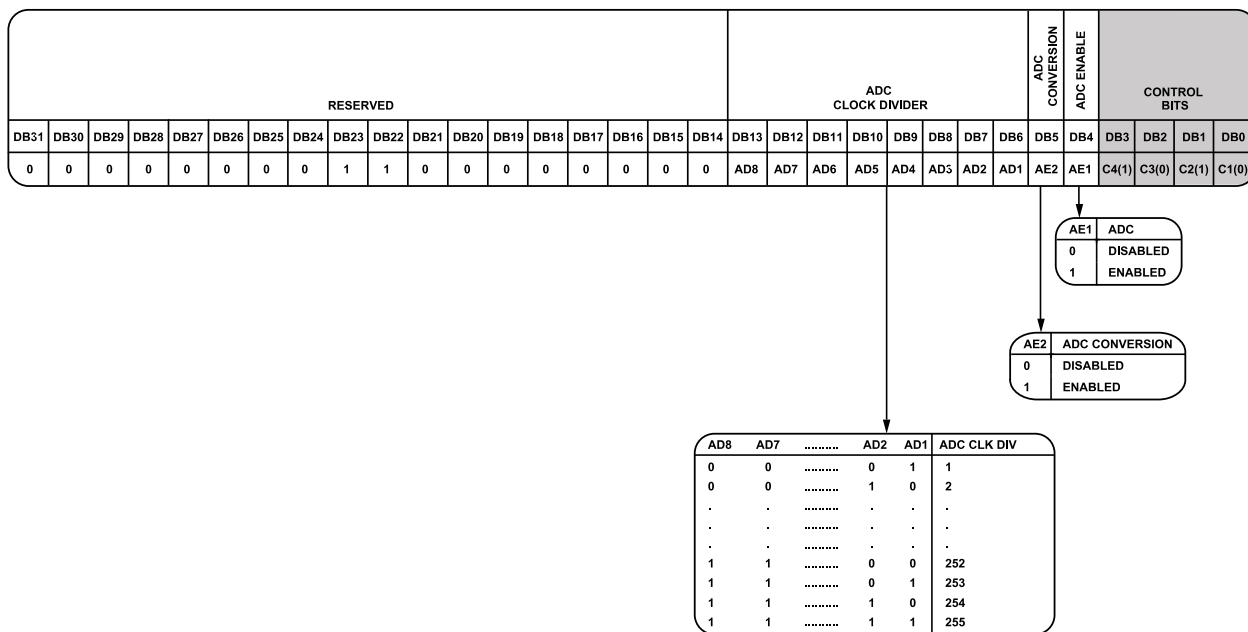 RESERVED
ADC
CLOCK DIVIDER
ADC
CONVERSION
ADC ENABLE
CONTROL
BITS
DB31 DB30 DB29 DB28 DB27 DB26 DB25 DB24 DB23 DB22 DB21 DB20 DB19 DB18 DB17 DB16 DB15 DB14 DB13 DB12 DB11 DB10 DB9 DB8 DB7 DB6 DB5 DB4 DB3 DB2 DB1 DB0
0 0 0 0 0 0 0 0 1 1 0 0 0 0 0 0 0 0 AD8 AD7 AD6 AD5 AD4 AD3 AD2 AD1 AE2 AE1 C4(1) C3(0) C2(1) C1(0)
AE1 ADC
0 DISABLED
1 ENABLED
AE2 ADC CONVERSION
0 DISABLED
1 ENABLED
AD8 AD7 .......... AD2 AD1 ADC CLK DIV
0 0 .......... 0 1 1
0 0 .......... 1 0 2
. . .......... . . .
. . .......... . . .
. . .......... . . .
1 1 .......... 0 0 252
1 1 .......... 0 1 253
1 1 .......... 1 0 254
1 1 .......... 1 1 255